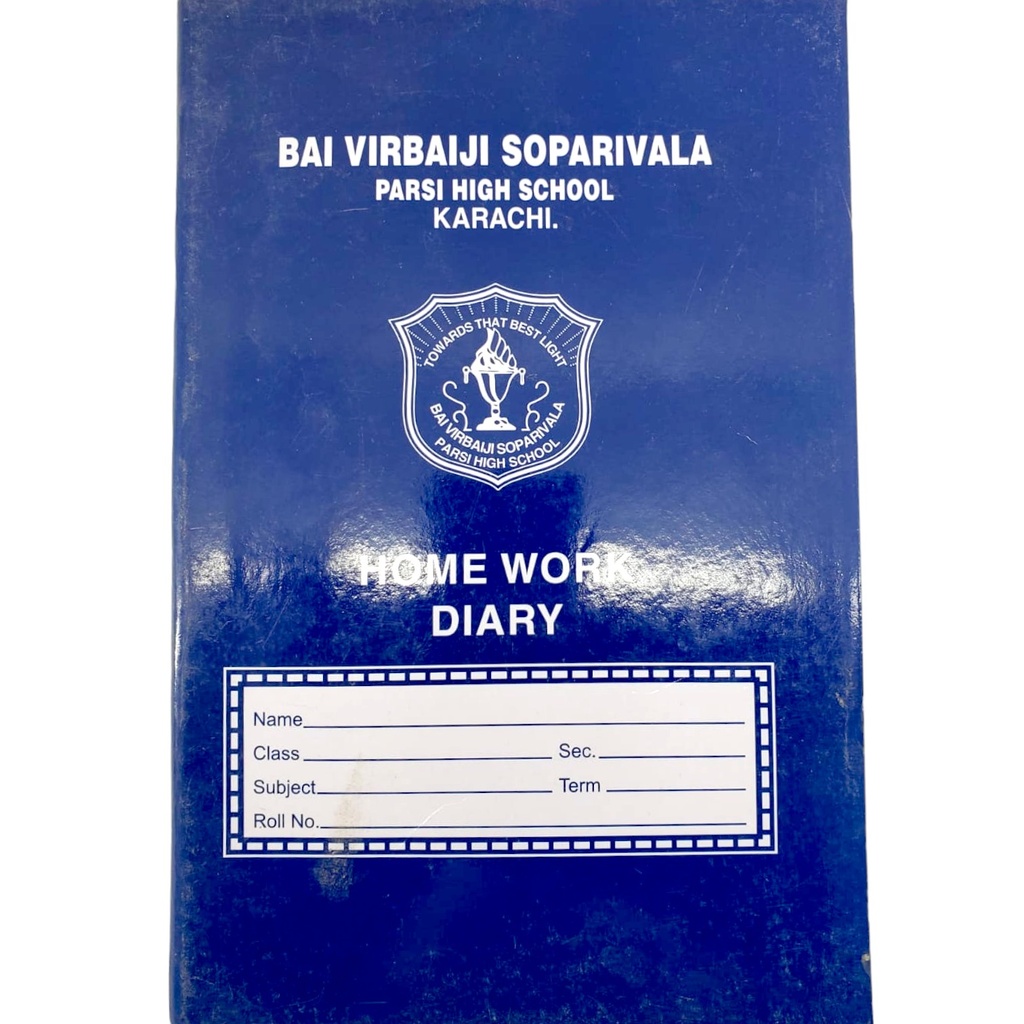 BAI VIRBAIJI SOPARIVALA
PARSI HIGH SCHOOL
KARACHI.
TOWARDS THAT BEST LIGHT
BAI VIRBAIJI SOPARIVALA
PARSI HIGH SCHOOL
HOME WORK
DIARY
Name
Class Sec.
Subject Term
Roll No.